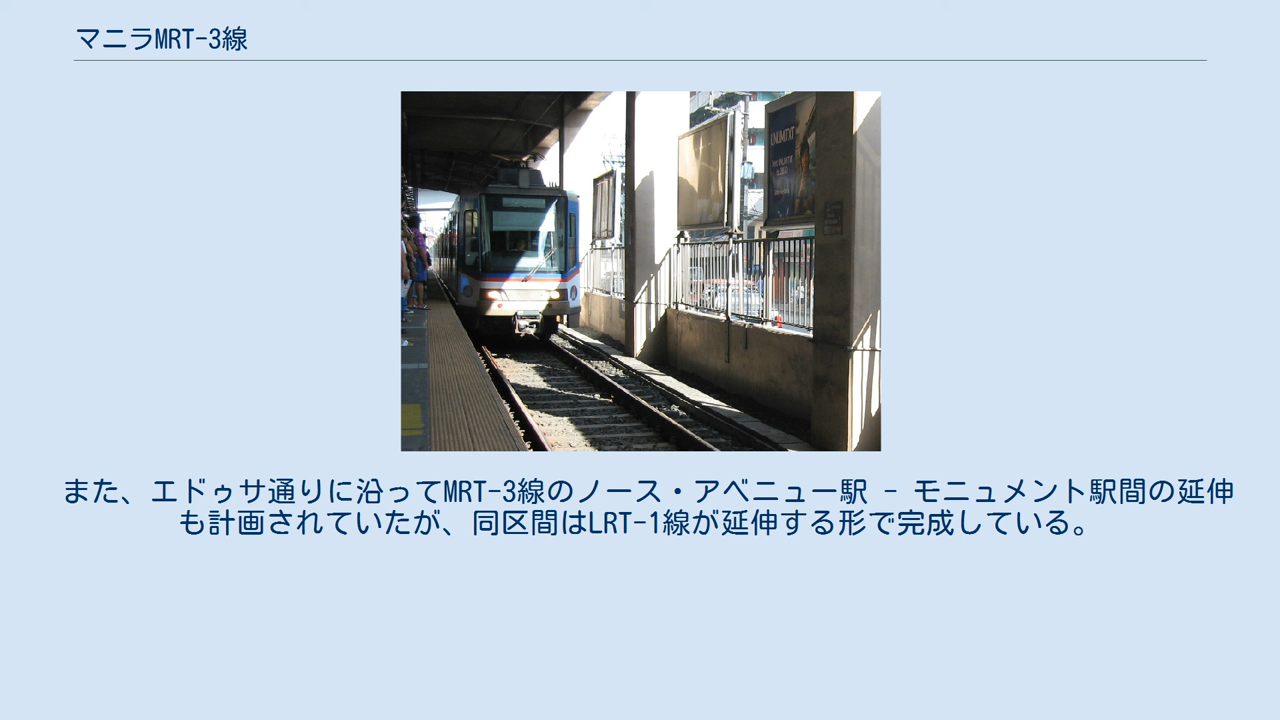 マニラMRT-3線
UNLIMITXT
また、エドゥサ通りに沿ってMRT-3線のノース・アベニュー駅 - モニュメント駅間の延伸
も計画されていたが、同区間はLRT-1線が延伸する形で完成している。